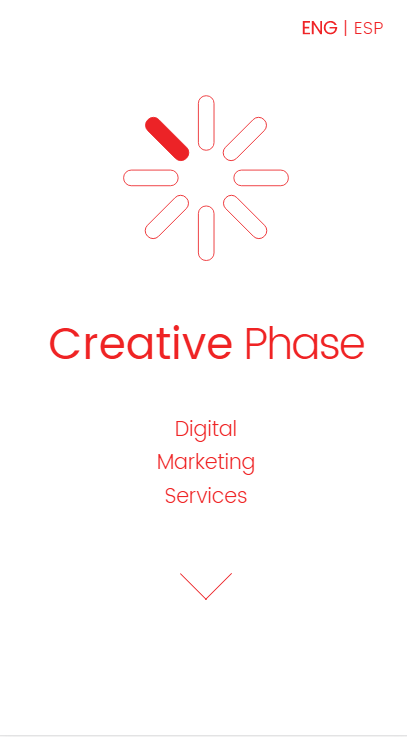 ENG | ESP
Creative Phase
Digital
Marketing
Services